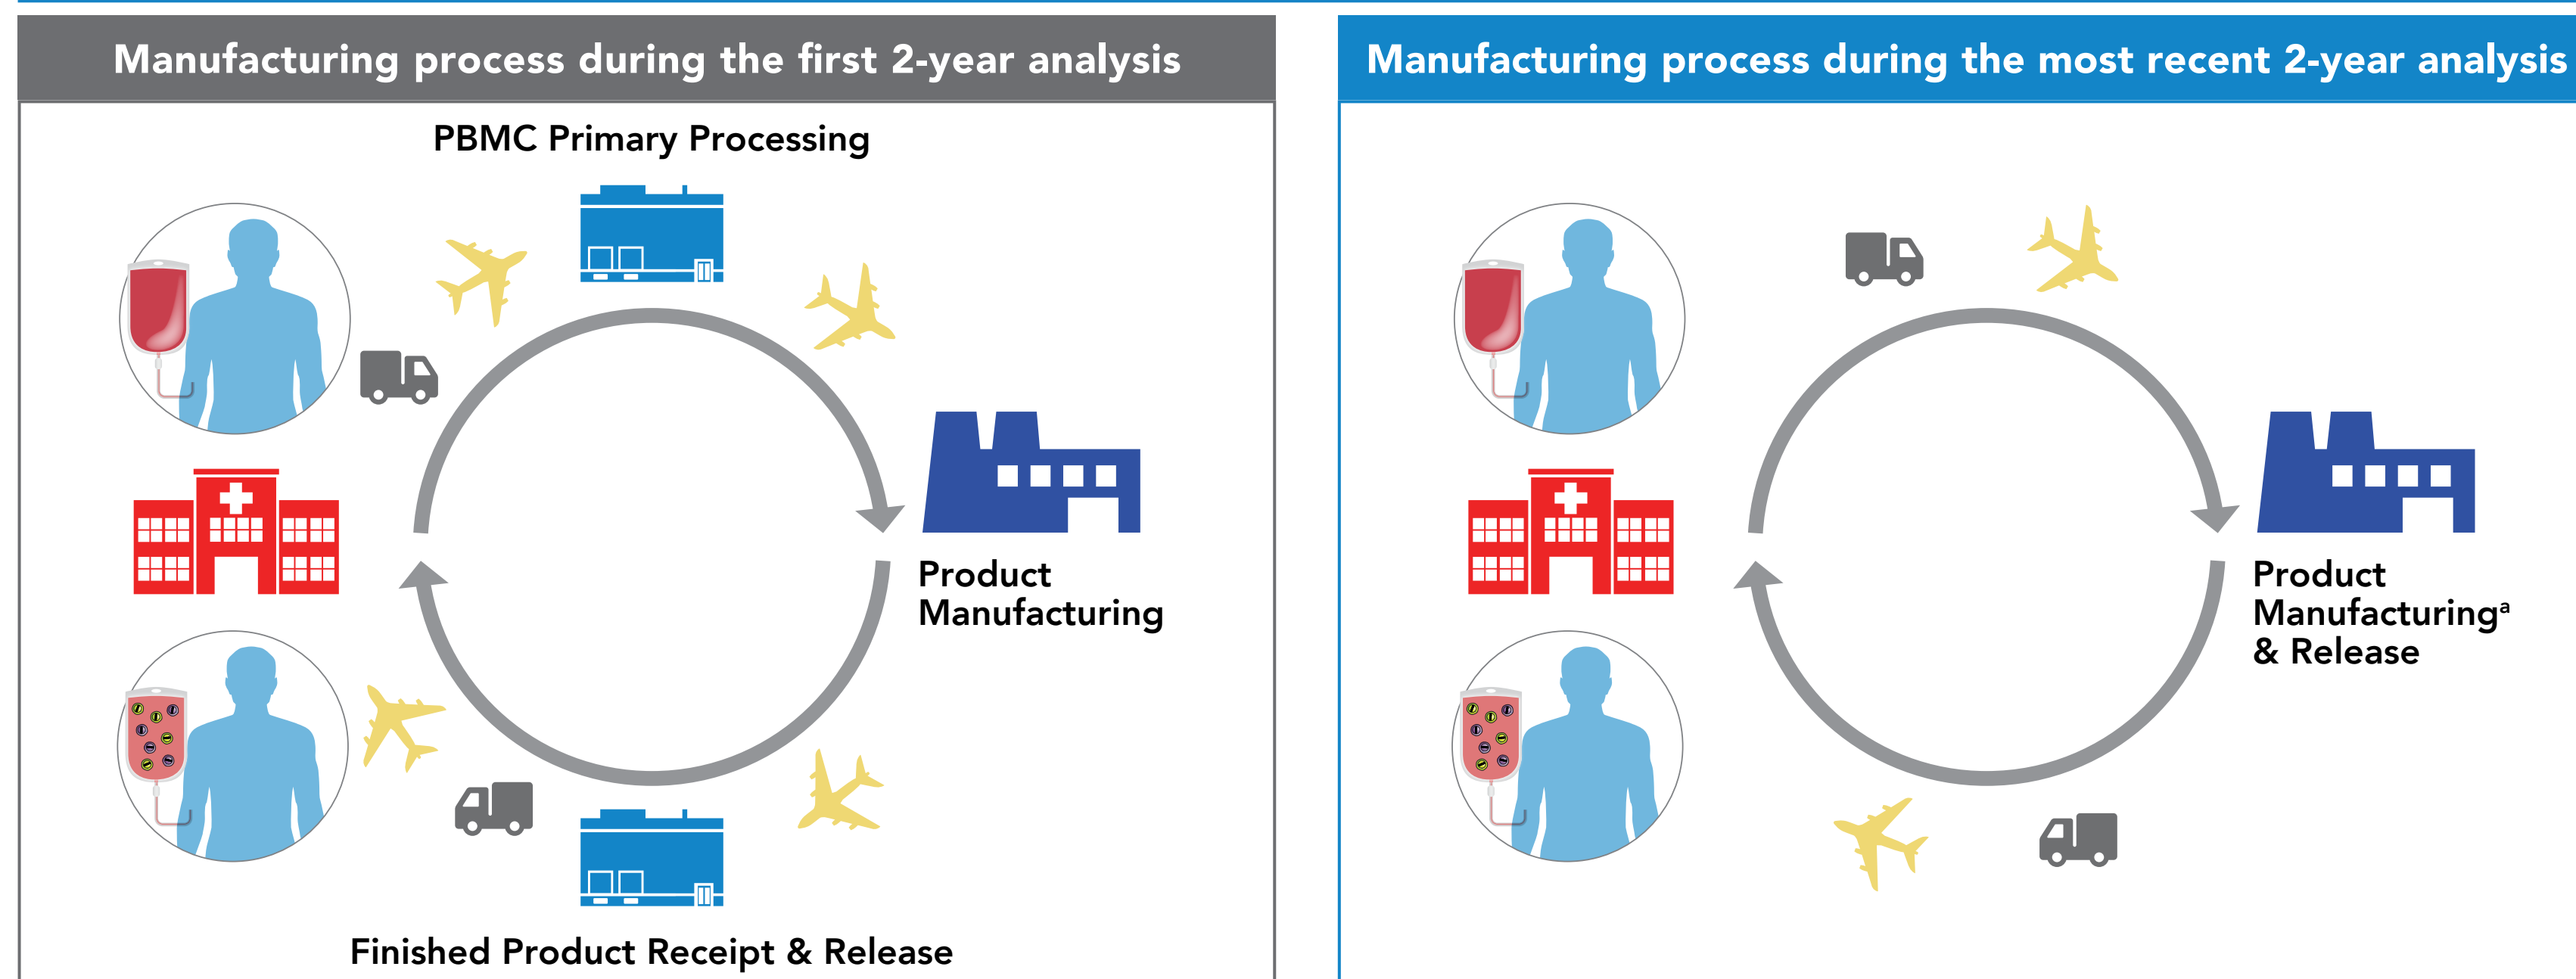 Manufacturing process during the first 2-year analysis
PBMC Primary Processing
Product
Manufacturing
Finished Product Receipt & Release
Manufacturing process during the most recent 2-year analysis
Product
Manufacturingᵃ
& Release